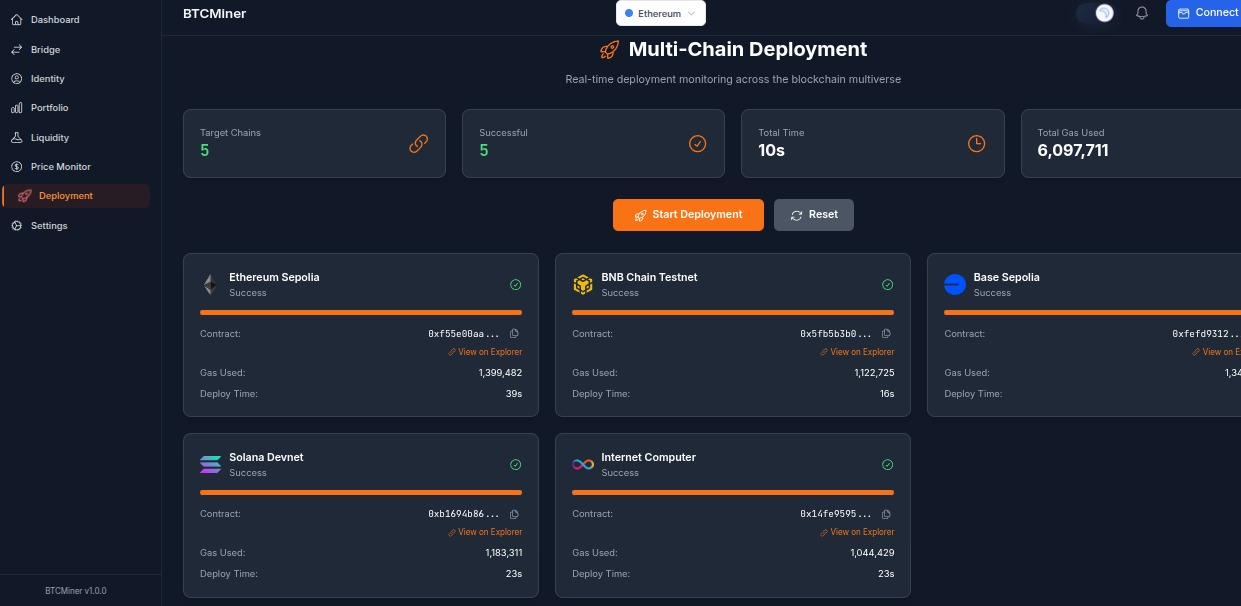 BTCMiner
Ethereum
Connect
Dashboard
Bridge
Identity
Portfolio
Liquidity
Price Monitor
Deployment
Settings
BTCMiner v1.0.0
Multi-Chain Deployment
Real-time deployment monitoring across the blockchain multiverse
Target Chains
5
Successful
5
Total Time
10s
Total Gas Used
6,097,711
Start Deployment
Reset
Ethereum Sepolia
Success
Contract: 0xf55e00aa...
View on Explorer
Gas Used: 1,399,482
Deploy Time: 39s
BNB Chain Testnet
Success
Contract: 0x5fb5b3b0...
View on Explorer
Gas Used: 1,122,725
Deploy Time: 16s
Base Sepolia
Success
Contract: 0xfefd9312..
View on E
Gas Used: 1,34
Deploy Time:
Solana Devnet
Success
Contract: 0xb1694b86...
View on Explorer
Gas Used: 1,183,311
Deploy Time: 23s
Internet Computer
Success
Contract: 0x14fe9595...
View on Explorer
Gas Used: 1,044,429
Deploy Time: 23s